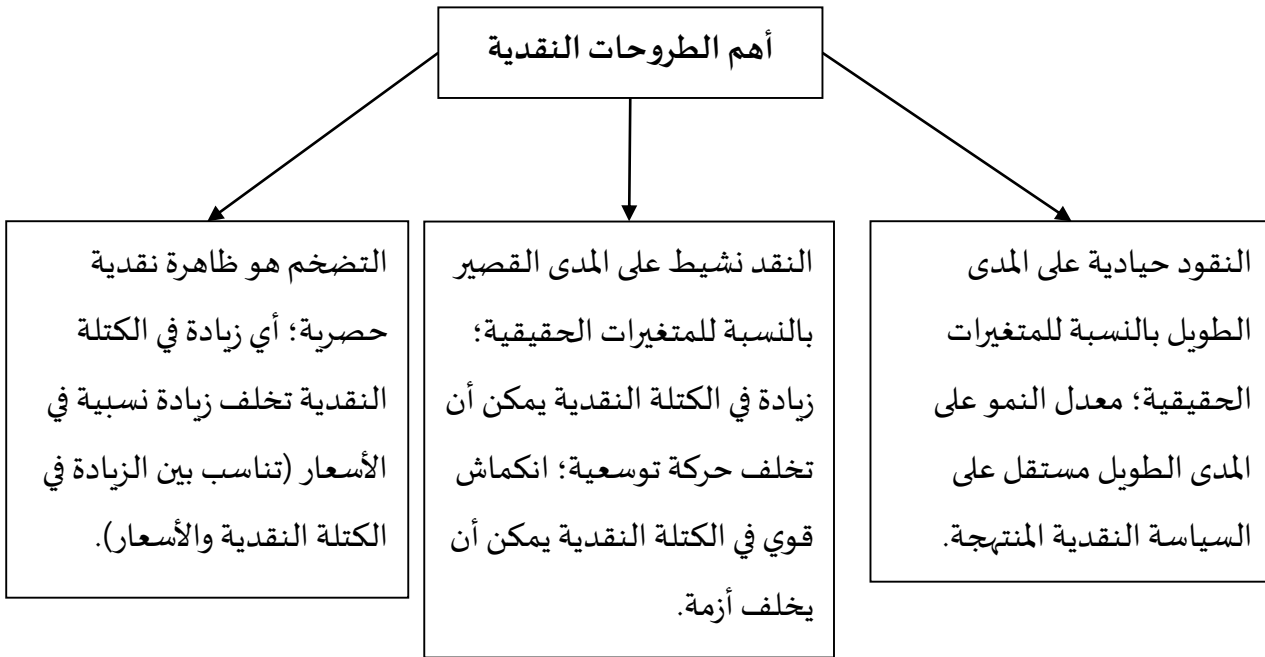 أهم الطروحات النقدية
النقود حيادية على المدى
الطويل بالنسبة للمتغيرات
الحقيقية؛ معدل النمو على
المدى الطويل مستقل على
السياسة النقدية المنتهجة.
النقد نشيط على المدى القصير
بالنسبة للمتغيرات الحقيقية؛
زيادة في الكتلة النقدية يمكن أن
تخلف حركة توسعية؛ انكماش
قوي في الكتلة النقدية يمكن أن
يخلف أزمة.
التضخم هو ظاهرة نقدية
حصرية؛ أي زيادة في الكتلة
النقدية تخلف زيادة نسبية في
الأسعار (تناسب بين الزيادة في
الكتلة النقدية والأسعار).